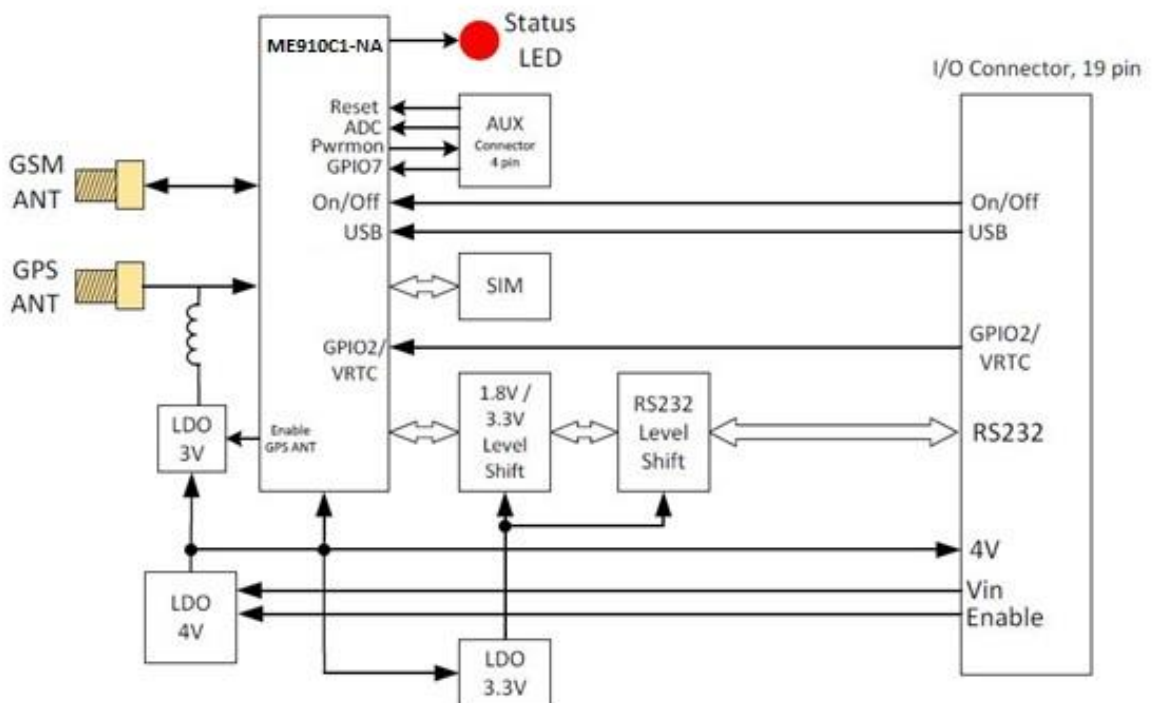 ME910C1-NA
Status
LED
I/O Connector, 19 pin
Reset
ADC
Pwrmon
GPIO7
AUX
Connector
4 pin
GSM
ANT
On/Off
On/Off
USB
USB
GPS
ANT
SIM
GPIO2/
VRTC
GPIO2/
VRTC
1.8V /
3.3V
Level
Shift
RS232
Level
Shift
RS232
LDO
3V
Enable
GPS ANT
4V
LDO
4V
Vin
Enable
LDO
3.3V